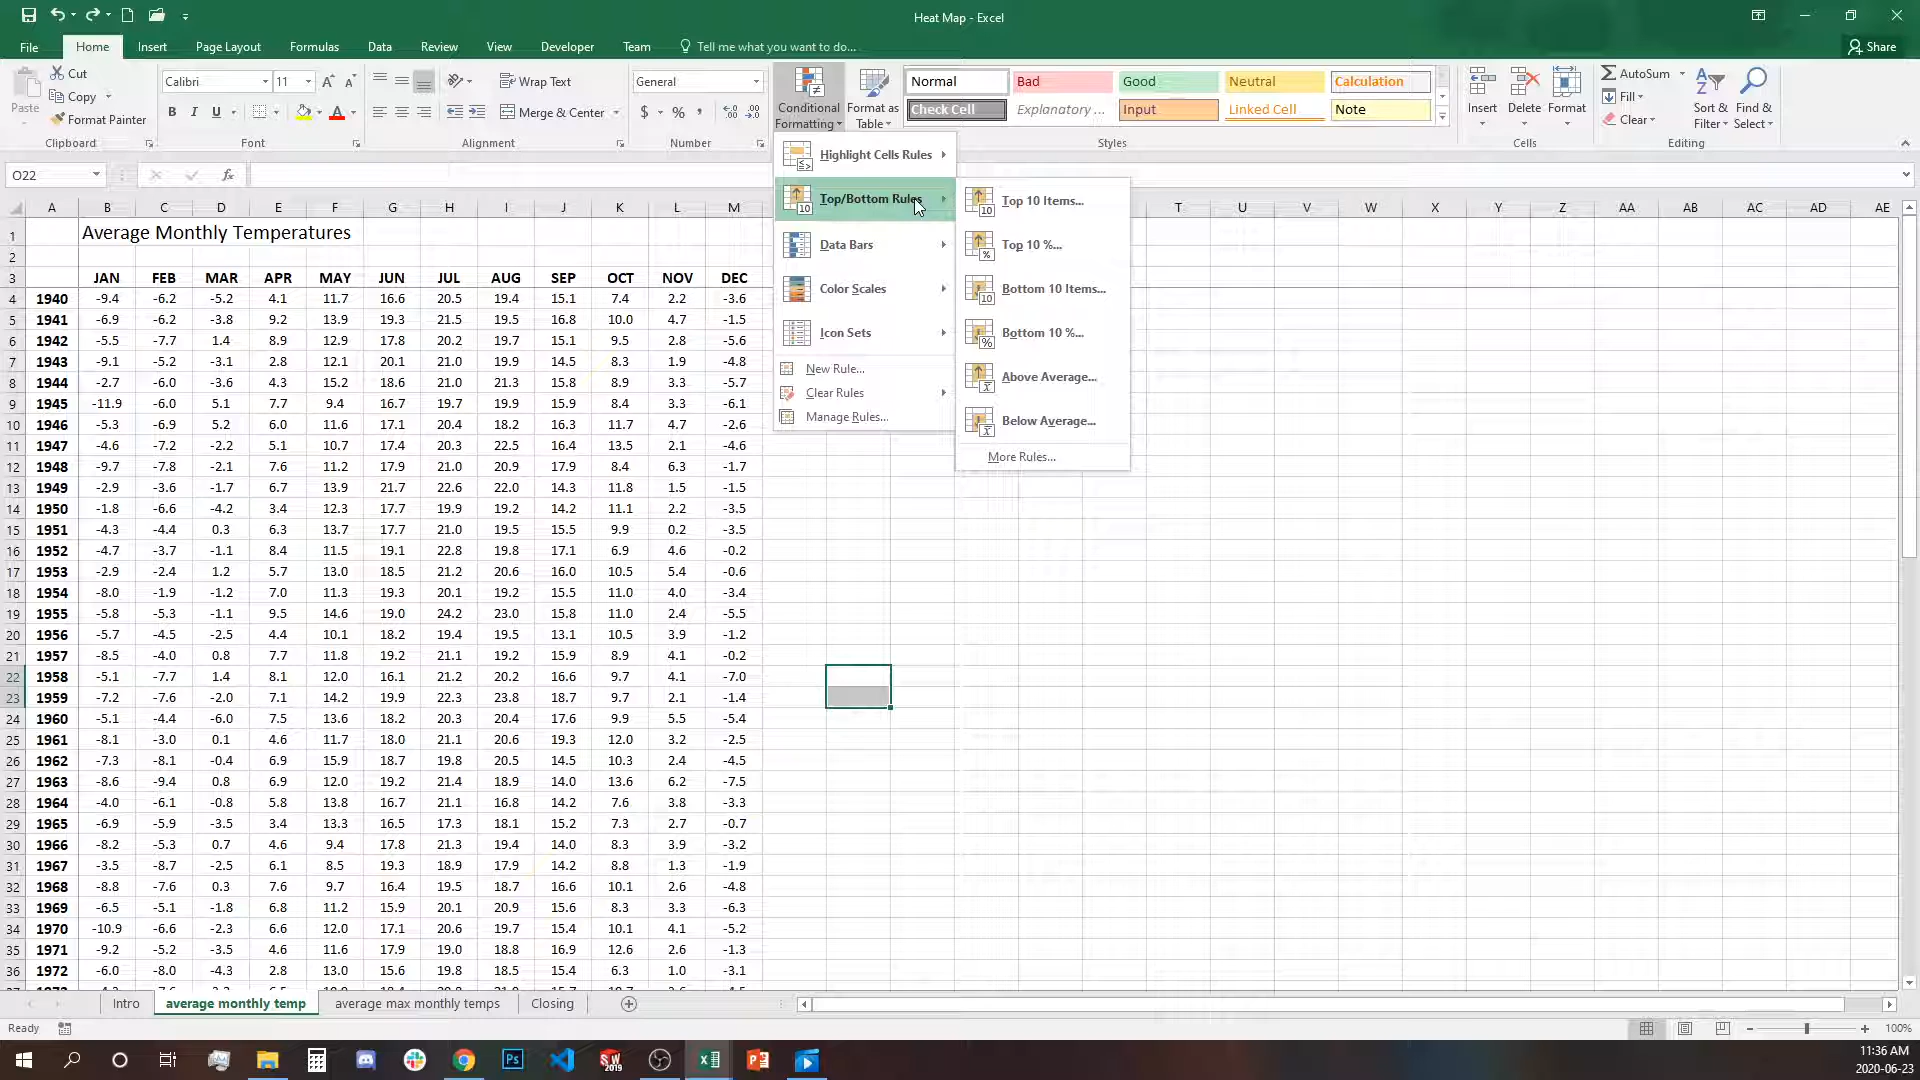 Heat Map - Excel
File Home Insert Page Layout Formulas Data Review View Developer Team Tell me what you want to do... Share
Paste
Cut
Copy
Format Painter
Calibri 11
B I U
Wrap Text
Merge & Center
General
$ % ,
Conditional Formatting
Format as Table
Normal Bad Good Neutral Calculation
Check Cell Explanatory ... Input Linked Cell Note
Insert Delete Format
AutoSum
Fill
Clear
Sort & Filter
Find & Select
Clipboard Font Alignment Number Styles Cells Editing
O22 fx
Highlight Cells Rules
Top/Bottom Rules
Data Bars
Color Scales
Icon Sets
New Rule...
Clear Rules
Manage Rules...
Top 10 Items...
Top 10 %...
Bottom 10 Items...
Bottom 10 %...
Above Average...
Below Average...
More Rules...
A B C D E F G H I J K L M T U V W X Y Z AA AB AC AD AE
1 Average Monthly Temperatures
2
3 JAN FEB MAR APR MAY JUN JUL AUG SEP OCT NOV DEC
4 1940 -9.4 -6.2 -5.2 4.1 11.7 16.6 20.5 19.4 15.1 7.4 2.2 -3.6
5 1941 -6.9 -6.2 -3.8 9.2 13.9 19.3 21.5 19.5 16.8 10.0 4.7 -1.5
6 1942 -5.5 -7.7 1.4 8.9 12.9 17.8 20.2 19.7 15.1 9.5 2.8 -5.6
7 1943 -9.1 -5.2 -3.1 2.8 12.1 20.1 21.0 19.9 14.5 8.3 1.9 -4.8
8 1944 -2.7 -6.0 -3.6 4.3 15.2 18.6 21.0 21.3 15.8 8.9 3.3 -5.7
9 1945 -11.9 -6.0 5.1 7.7 9.4 16.7 19.7 19.9 15.9 8.4 3.3 -6.1
10 1946 -5.3 -6.9 5.2 6.0 11.6 17.1 20.4 18.2 16.3 11.7 4.7 -2.6
11 1947 -4.6 -7.2 -2.2 5.1 10.7 17.4 20.3 22.5 16.4 13.5 2.1 -4.6
12 1948 -9.7 -7.8 -2.1 7.6 11.2 17.9 21.0 20.9 17.9 8.4 6.3 -1.7
13 1949 -2.9 -3.6 -1.7 6.7 13.9 21.7 22.6 22.0 14.3 11.8 1.5 -1.5
14 1950 -1.8 -6.6 -4.2 3.4 12.3 17.7 19.9 19.2 14.2 11.1 2.2 -3.5
15 1951 -4.3 -4.4 0.3 6.3 13.7 17.7 21.0 19.5 15.5 9.9 0.2 -3.5
16 1952 -4.7 -3.7 -1.1 8.4 11.5 19.1 22.8 19.8 17.1 6.9 4.6 -0.2
17 1953 -2.9 -2.4 1.2 5.7 13.0 18.5 21.2 20.6 16.0 10.5 5.4 -0.6
18 1954 -8.0 -1.9 -1.2 7.0 11.3 19.3 20.1 19.2 15.5 11.0 4.0 -3.4
19 1955 -5.8 -5.3 -1.1 9.5 14.6 19.0 24.2 23.0 15.8 11.0 2.4 -5.5
20 1956 -5.7 -4.5 -2.5 4.4 10.1 18.2 19.4 19.5 13.1 10.5 3.9 -1.2
21 1957 -8.5 -4.0 0.8 7.7 11.8 19.2 21.1 19.2 15.9 8.9 4.1 -0.2
22 1958 -5.1 -7.7 1.4 8.1 12.0 16.1 21.2 20.2 16.6 9.7 4.1 -7.0
23 1959 -7.2 -7.6 -2.0 7.1 14.2 19.9 22.3 23.8 18.7 9.7 2.1 -1.4
24 1960 -5.1 -4.4 -6.0 7.5 13.6 18.2 20.3 20.4 17.6 9.9 5.5 -5.4
25 1961 -8.1 -3.0 0.1 4.6 11.7 18.0 21.1 20.6 19.3 12.0 3.2 -2.5
26 1962 -7.3 -8.1 -0.4 6.9 15.9 18.7 19.8 20.5 14.5 10.3 2.4 -4.5
27 1963 -8.6 -9.4 0.8 6.9 12.0 19.2 21.4 18.9 14.0 13.6 6.2 -7.5
28 1964 -4.0 -6.1 -0.8 5.8 13.8 16.7 21.1 16.8 14.2 7.6 3.8 -3.3
29 1965 -6.9 -5.9 -3.5 3.4 13.3 16.5 17.3 18.1 15.2 7.3 2.7 -0.7
30 1966 -8.2 -5.3 0.7 4.6 9.4 17.8 21.3 19.4 14.0 8.3 3.9 -3.2
31 1967 -3.5 -8.7 -2.5 6.1 8.5 19.3 18.9 17.9 14.2 8.8 1.3 -1.9
32 1968 -8.8 -7.6 0.3 7.6 9.7 16.4 19.5 18.7 16.6 10.1 2.6 -4.8
33 1969 -6.5 -5.1 -1.8 6.8 11.2 15.9 20.1 20.9 15.6 8.3 3.3 -6.3
34 1970 -10.9 -6.6 -2.3 6.6 12.0 17.1 20.6 19.7 15.4 10.1 4.1 -5.2
35 1971 -9.2 -5.2 -3.5 4.6 11.6 17.9 19.0 18.8 16.9 12.6 2.6 -1.3
36 1972 -6.0 -8.0 -4.3 2.8 13.0 15.6 19.8 18.5 15.4 6.3 1.0 -3.1
Intro average monthly temp average max monthly temps Closing
Ready 100%
11:36 AM
2020-06-23